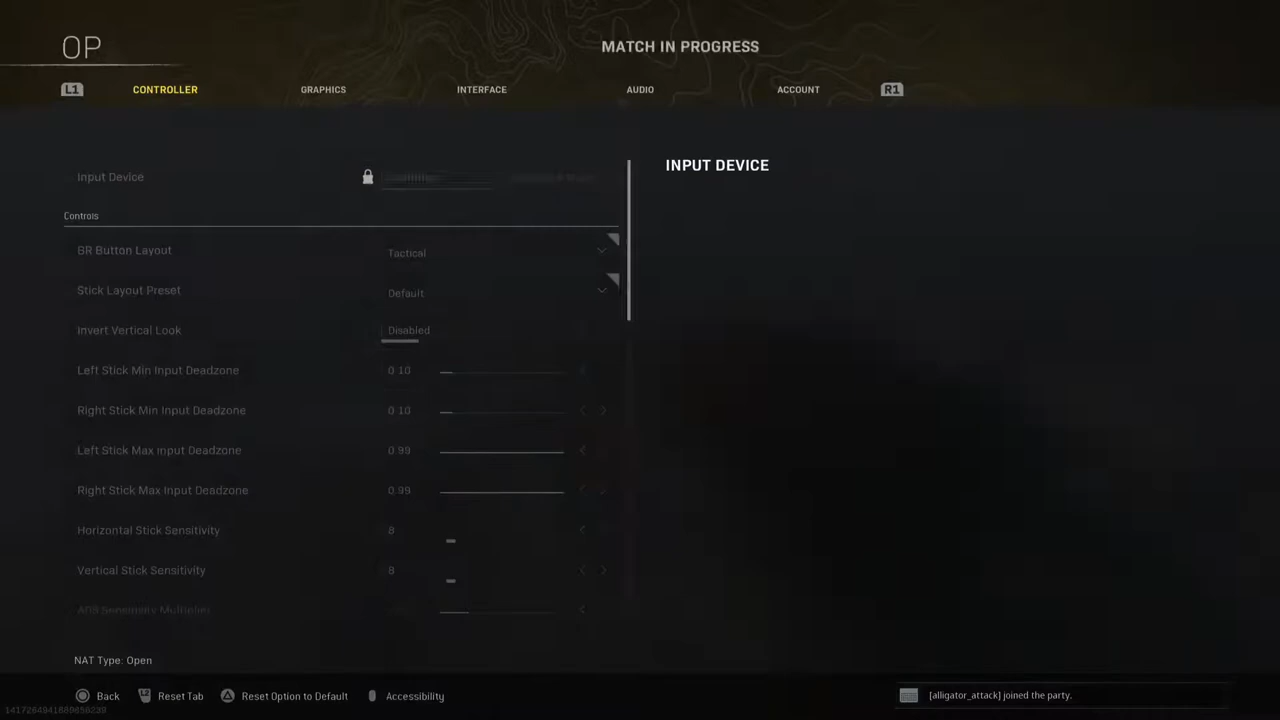 OP
MATCH IN PROGRESS
L1 CONTROLLER GRAPHICS INTERFACE AUDIO ACCOUNT R1
Input Device
INPUT DEVICE
Controls
BR Button Layout Tactical
Stick Layout Preset Default
Invert Vertical Look Disabled
Left Stick Min Input Deadzone 0.10
Right Stick Min Input Deadzone 0.10
Left Stick Max Input Deadzone 0.99
Right Stick Max Input Deadzone 0.99
Horizontal Stick Sensitivity 8
Vertical Stick Sensitivity 8
ADS Sensitivity Multiplier
NAT Type: Open
Back L2 Reset Tab Reset Option to Default Accessibility
[alligator_attack] joined the party.